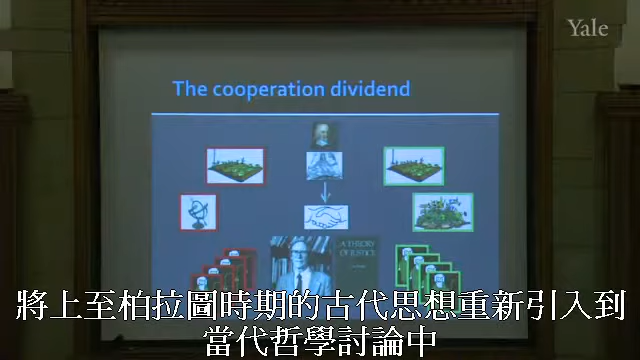 Yale
The cooperation dividend
A THEORY
OF JUSTICE
將上至柏拉圖時期的古代思想重新引入到
當代哲學討論中